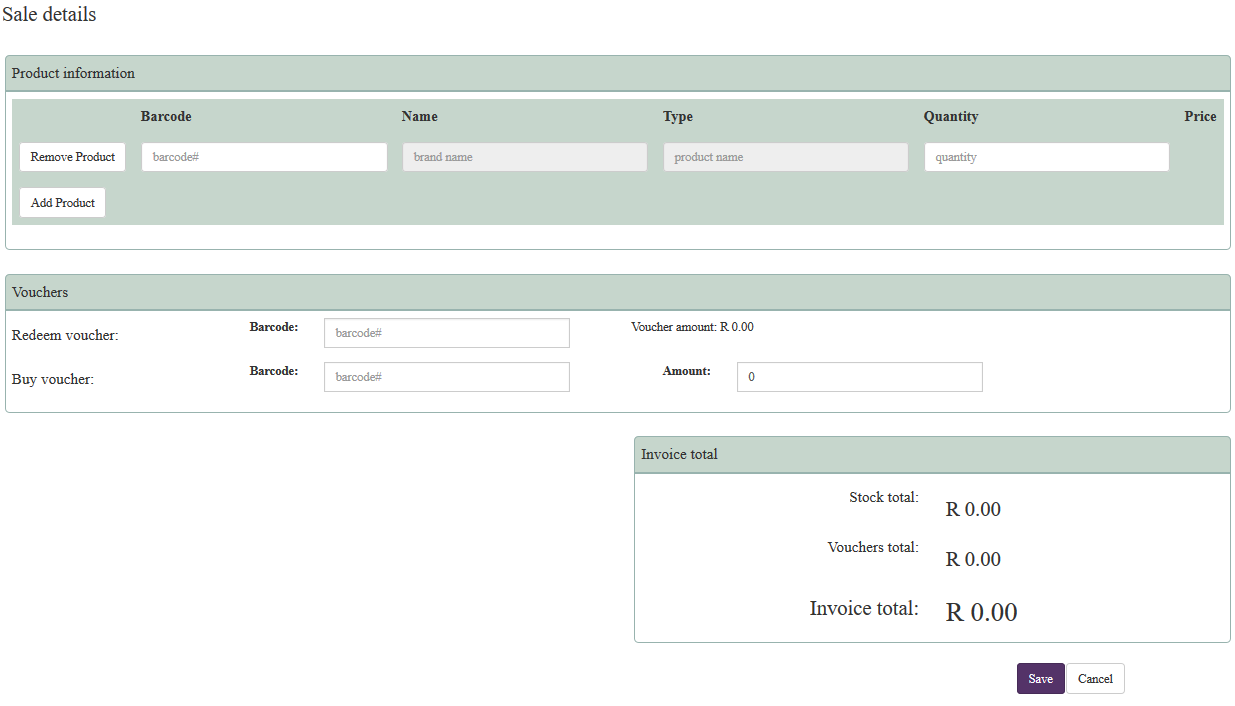 Sale details
Product information
Barcode Name Type Quantity Price
Remove Product barcode# brand name product name quantity
Add Product
Vouchers
Redeem voucher: Barcode: barcode# Voucher amount: R 0.00
Buy voucher: Barcode: barcode# Amount: 0
Invoice total
Stock total: R 0.00
Vouchers total: R 0.00
Invoice total: R 0.00
Save Cancel